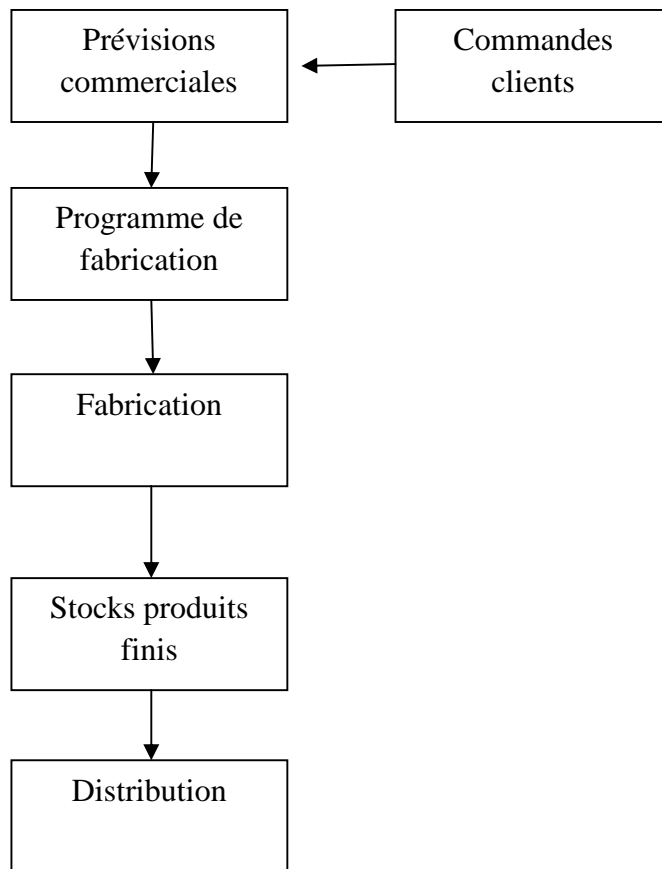 Prévisions
commerciales
Commandes
clients
Programme de
fabrication
Fabrication
Stocks produits
finis
Distribution